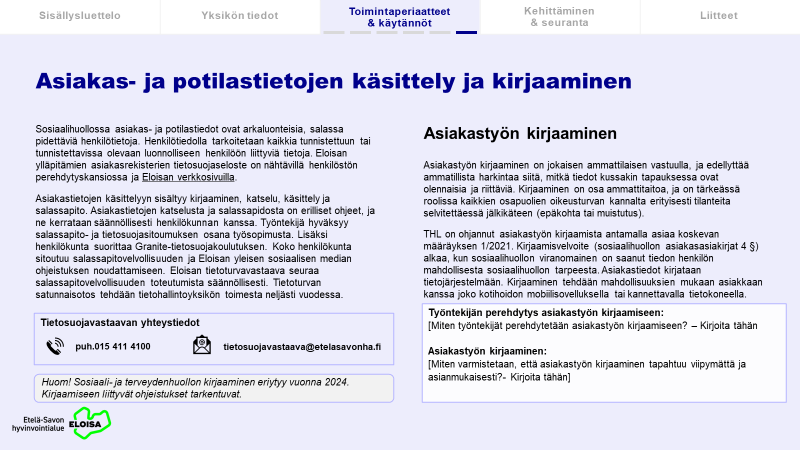 Sisällysluettelo
Yksikön tiedot
Toimintaperiaatteet
& käytännöt
Kehittäminen
& seuranta
Liitteet
Asiakas- ja potilastietojen käsittely ja kirjaaminen
Sosiaalihuollossa asiakas- ja potilastiedot ovat arkaluonteisia, salassa
pidettäviä henkilötietoja. Henkilötiedolla tarkoitetaan kaikkia tunnistettuun tai
tunnistettavissa olevaan luonnolliseen henkilöön liittyviä tietoja. Eloisan
ylläpitämien asiakasrekisterien tietosuojaseloste on nähtävillä henkilöstön
perehdytyskansiossa ja Eloisan verkkosivuilla.
Asiakastietojen käsittelyyn sisältyy kirjaaminen, katselu, käsittely ja
salassapito. Asiakastietojen katselusta ja salassapidosta on erilliset ohjeet, ja
ne kerrataan säännöllisesti henkilökunnan kanssa. Työntekijä hyväksyy
salassapito- ja tietosuojasitoumuksen osana työsopimusta. Lisäksi
henkilökunta suorittaa Granite-tietosuojakoulutuksen. Koko henkilökunta
sitoutuu salassapitovelvollisuuden ja Eloisan yleisen sosiaalisen median
ohjeistuksen noudattamiseen. Eloisan tietoturvavastaava seuraa
salassapitovelvollisuuden toteutumista säännöllisesti. Tietoturvan
satunnaisotos tehdään tietohallintoyksikön toimesta neljästi vuodessa.
Tietosuojavastaavan yhteystiedot
puh.015 411 4100
tietosuojavastaava@etelasavonha.fi
Huom! Sosiaali- ja terveydenhuollon kirjaaminen eriytyy vuonna 2024.
Kirjaamiseen liittyvät ohjeistukset tarkentuvat.
Etelä-Savon
hyvinvointialue
ELOISA
Asiakastyön kirjaaminen
Asiakastyön kirjaaminen on jokaisen ammattilaisen vastuulla, ja edellyttää
ammatillista harkintaa siitä, mitkä tiedot kussakin tapauksessa ovat
olennaisia ja riittäviä. Kirjaaminen on osa ammattitaitoa, ja on tärkeässä
roolissa kaikkien osapuolien oikeusturvan kannalta erityisesti tilanteita
selvitettäessä jälkikäteen (epäkohta tai muistutus).
THL on ohjannut asiakastyön kirjaamista antamalla asiaa koskevan
määräyksen 1/2021. Kirjaamisvelvoite (sosiaalihuollon asiakasasiakirjat 4 §)
alkaa, kun sosiaalihuollon viranomainen on saanut tiedon henkilön
mahdollisesta sosiaalihuollon tarpeesta. Asiakastiedot kirjataan
tietojärjestelmään. Kirjaaminen tehdään mahdollisuuksien mukaan asiakkaan
kanssa joko kotihoidon mobiilisovelluksella tai kannettavalla tietokoneella.
Työntekijän perehdytys asiakastyön kirjaamiseen:
[Miten työntekijät perehdytetään asiakastyön kirjaamiseen? – Kirjoita tähän
Asiakastyön kirjaaminen:
[Miten varmistetaan, että asiakastyön kirjaaminen tapahtuu viipymättä ja
asianmukaisesti?- Kirjoita tähän]